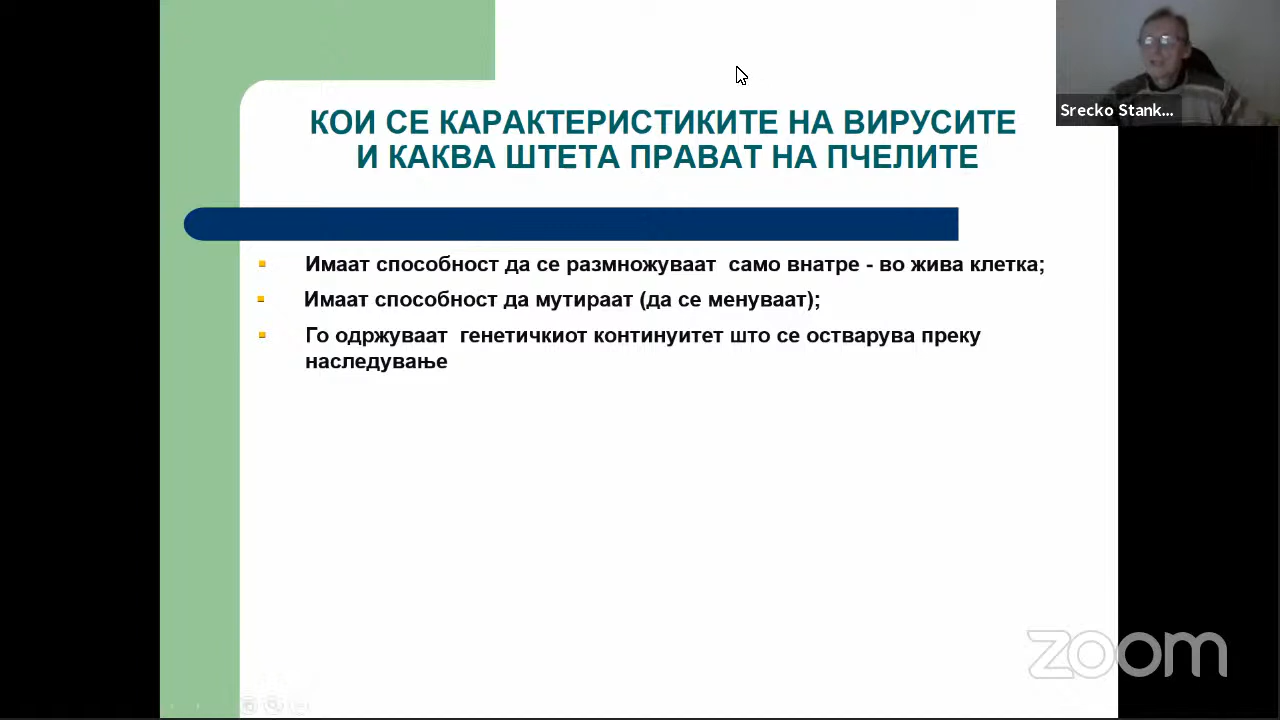 Srecko Stank...
КОИ СЕ КАРАКТЕРИСТИКИТЕ НА ВИРУСИТЕ
И КАКВА ШТЕТА ПРАВАТ НА ПЧЕЛИТЕ
Имаат способност да се размножуваат само внатре - во жива клетка;
Имаат способност да мутираат (да се менуваат);
Го одржуваат генетичкиот континуитет што се остварува преку
наследување
zoom